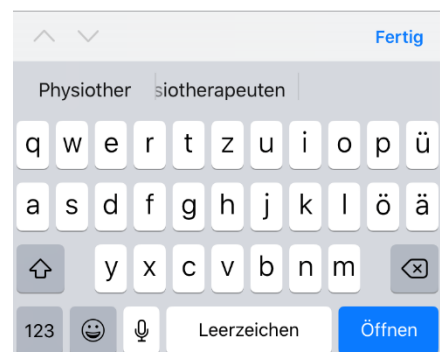 Fertig
Physiother siotherapeuten
q w e r t z u i o p ü
a s d f g h j k l ö ä
y x c v b n m
123 Leerzeichen Öffnen